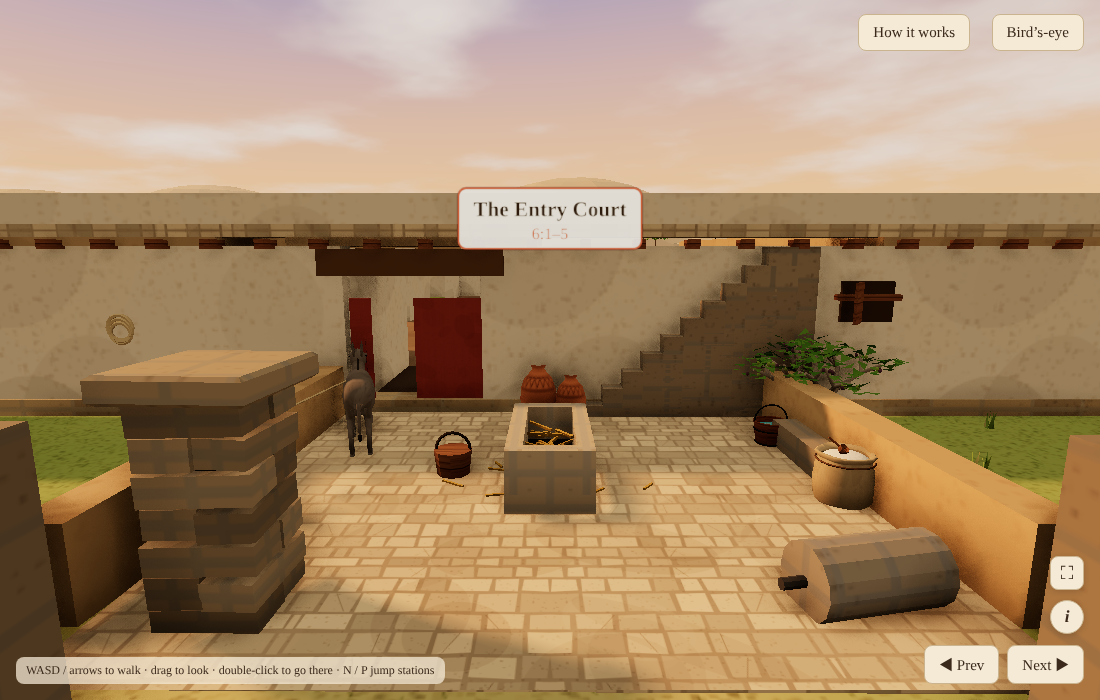 How it works
Bird's-eye
The Entry Court
6:1–5
WASD / arrows to walk · drag to look · double-click to go there · N / P jump stations
i
◀ Prev
Next ▶